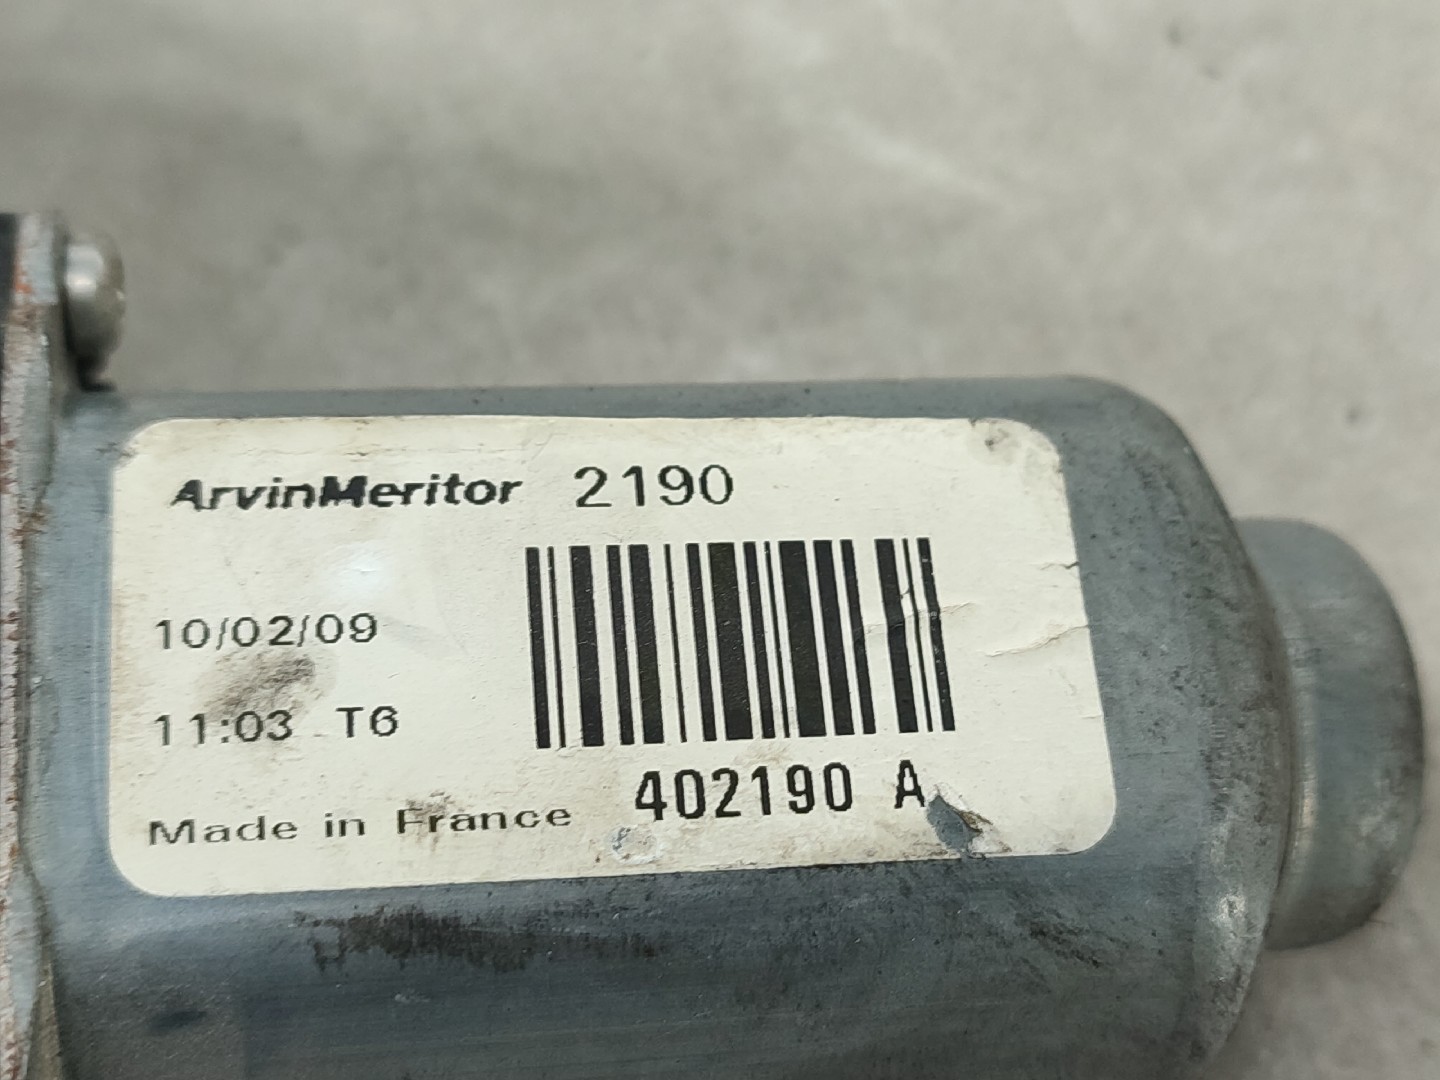 ArvinMeritor 2190
10/02/09
11:03 T6
Made in France
402190 A